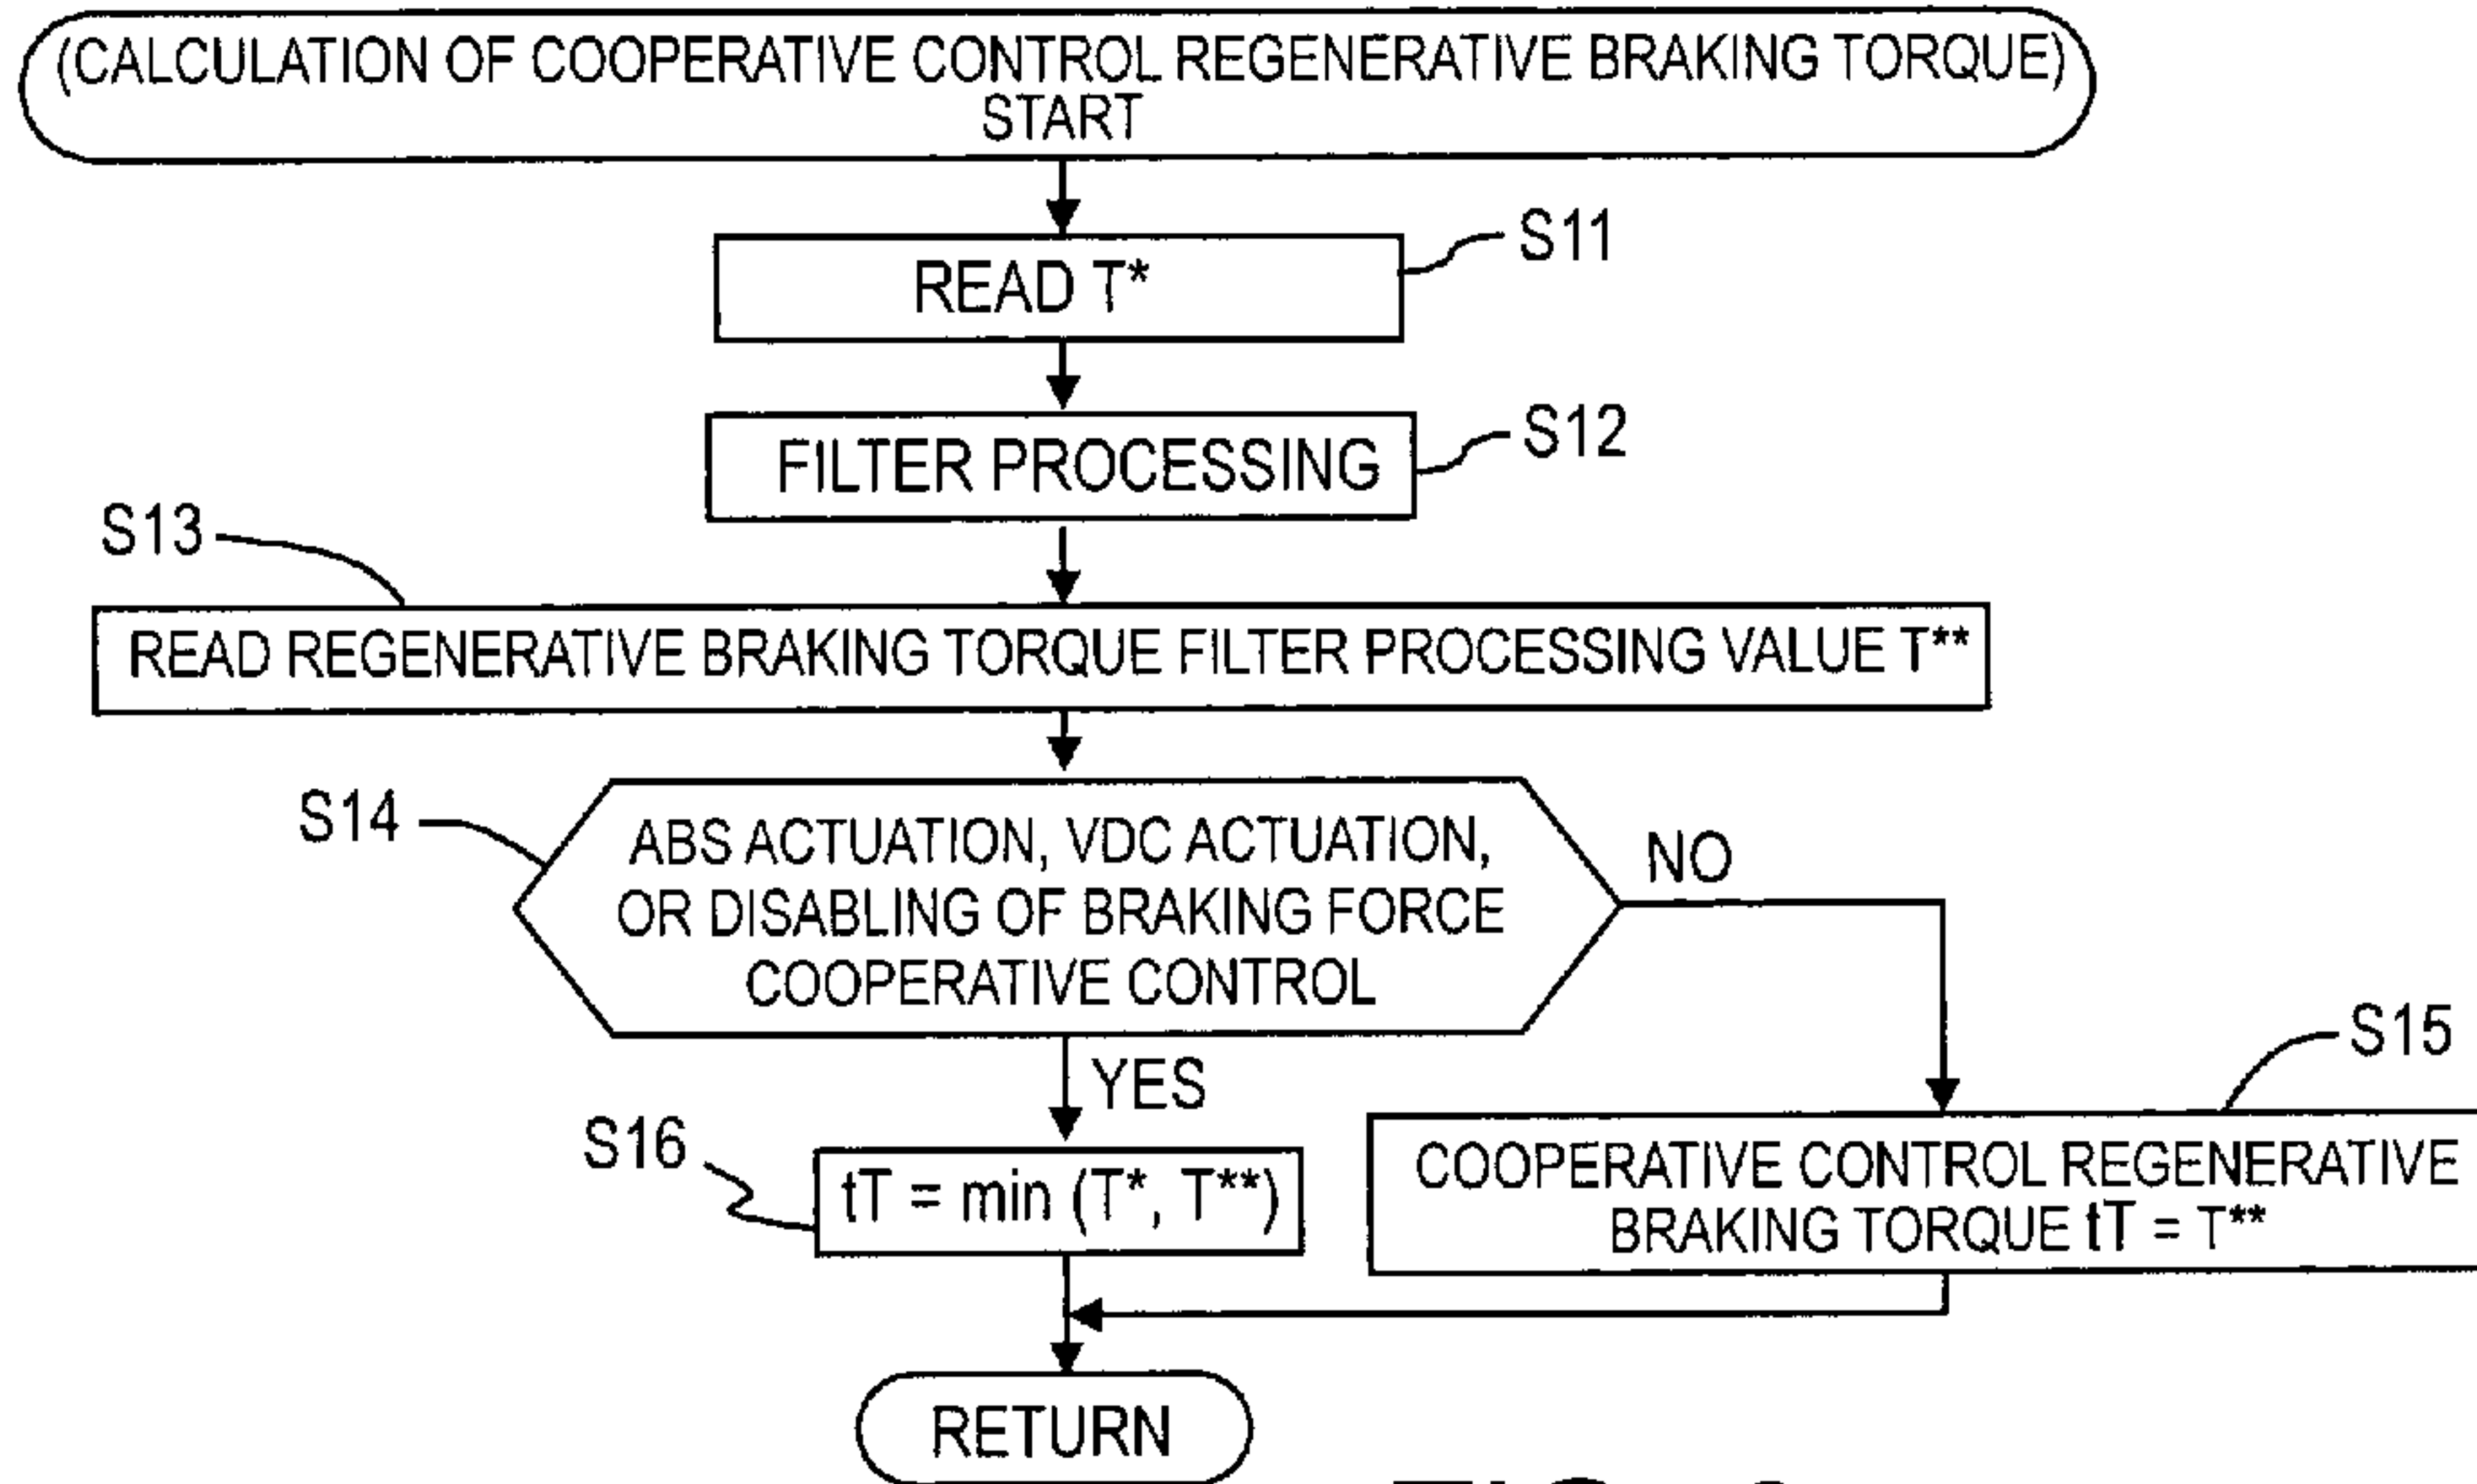 (CALCULATION OF COOPERATIVE CONTROL REGENERATIVE BRAKING TORQUE)
START
READ T*
S11
FILTER PROCESSING
S12
S13
READ REGENERATIVE BRAKING TORQUE FILTER PROCESSING VALUE T**
S14
ABS ACTUATION, VDC ACTUATION,
OR DISABLING OF BRAKING FORCE
COOPERATIVE CONTROL
NO
YES
S15
COOPERATIVE CONTROL REGENERATIVE
BRAKING TORQUE tT = T**
S16
tT = min (T*, T**)
RETURN